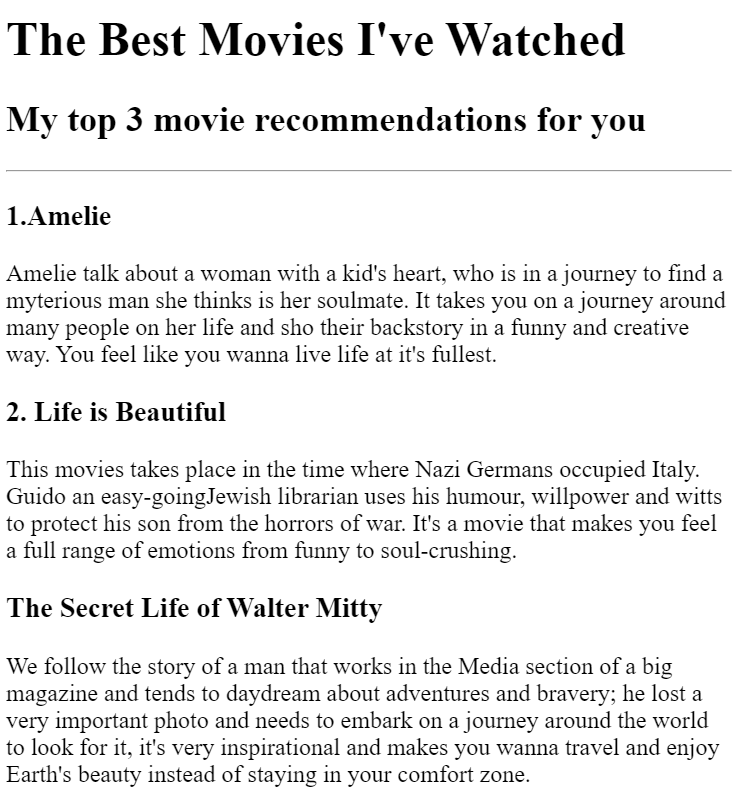 The Best Movies I've Watched
My top 3 movie recommendations for you
1.Amelie
Amelie talk about a woman with a kid's heart, who is in a journey to find a
myterious man she thinks is her soulmate. It takes you on a journey around
many people on her life and sho their backstory in a funny and creative
way. You feel like you wanna live life at it's fullest.
2. Life is Beautiful
This movies takes place in the time where Nazi Germans occupied Italy.
Guido an easy-goingJewish librarian uses his humour, willpower and witts
to protect his son from the horrors of war. It's a movie that makes you feel
a full range of emotions from funny to soul-crushing.
The Secret Life of Walter Mitty
We follow the story of a man that works in the Media section of a big
magazine and tends to daydream about adventures and bravery; he lost a
very important photo and needs to embark on a journey around the world
to look for it, it's very inspirational and makes you wanna travel and enjoy
Earth's beauty instead of staying in your comfort zone.